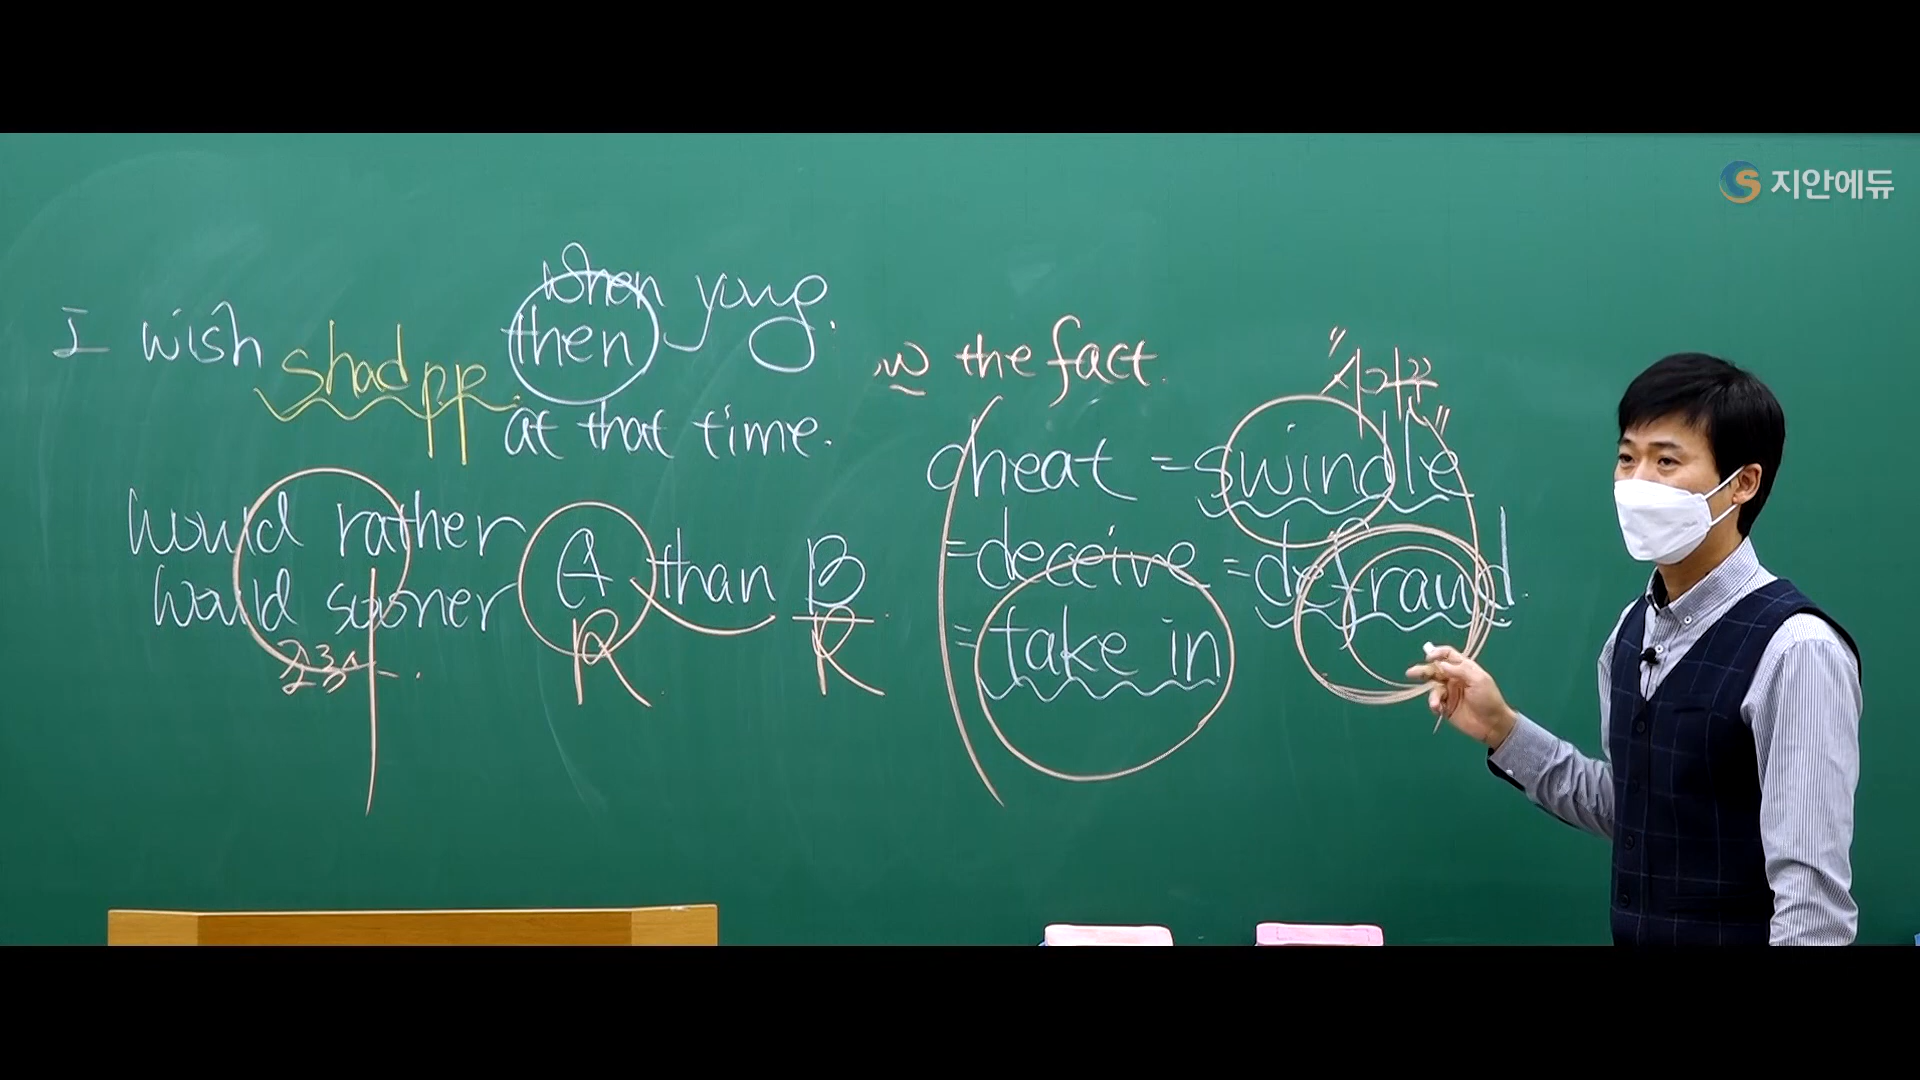 지안에듀
when young.
I wish S had pp then
at that time.
would rather
would sooner A than B
R R
the fact.
"사기꾼"
cheat = swindle
= deceive = defraud.
= take in